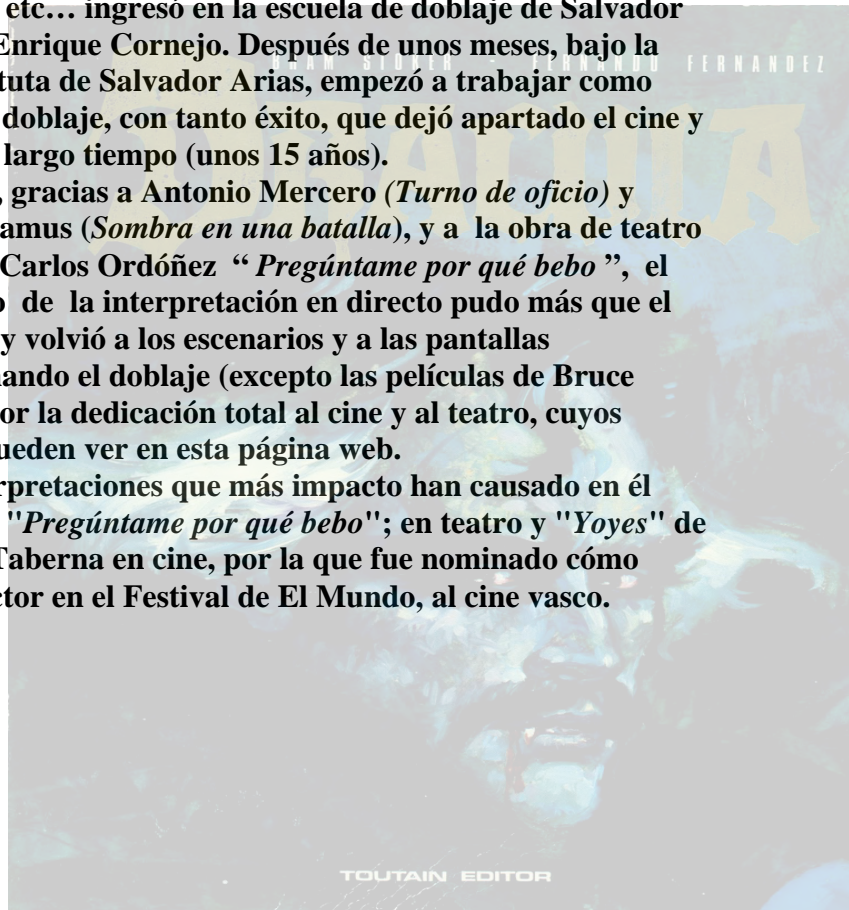 etc… ingresó en la escuela de doblaje de Salvador
Enrique Cornejo. Después de unos meses, bajo la
tuta de Salvador Arias, empezó a trabajar como
BRAM STOKER - FERNANDO FERNANDEZ
doblaje, con tanto éxito, que dejó apartado el cine y
DRACULA
largo tiempo (unos 15 años).
, gracias a Antonio Mercero (Turno de oficio) y
amus (Sombra en una batalla), y a la obra de teatro
Carlos Ordóñez “ Pregúntame por qué bebo ”, el
o de la interpretación en directo pudo más que el
y volvió a los escenarios y a las pantallas
nando el doblaje (excepto las películas de Bruce
or la dedicación total al cine y al teatro, cuyos
ueden ver en esta página web.
rpretaciones que más impacto han causado en él
"Pregúntame por qué bebo"; en teatro y "Yoyes" de
Taberna en cine, por la que fue nominado cómo
ctor en el Festival de El Mundo, al cine vasco.
TOUTAIN EDITOR